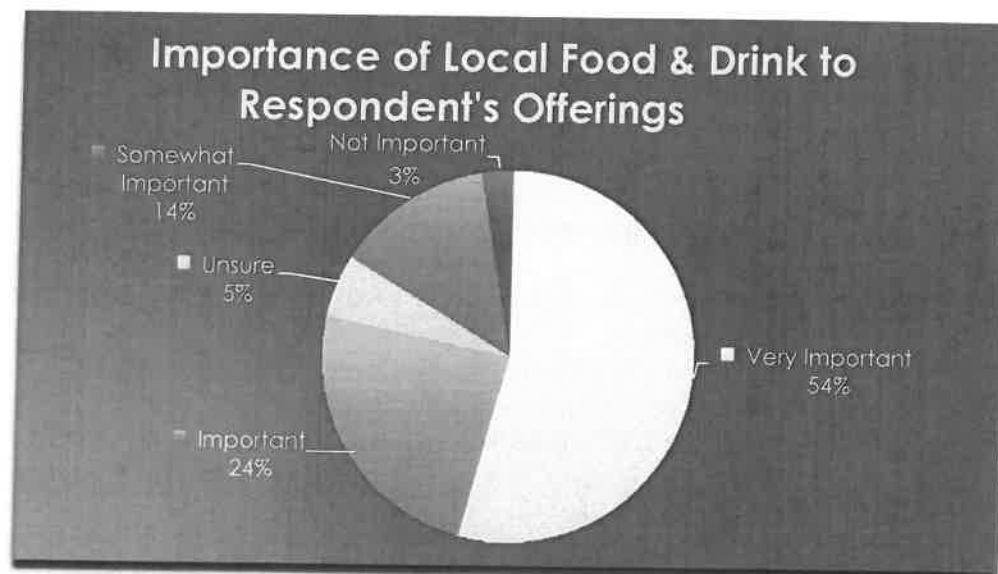 Importance of Local Food & Drink to
Respondent's Offerings
Not Important
3%
Somewhat
Important
14%
Unsure
5%
Very Important
54%
Important
24%